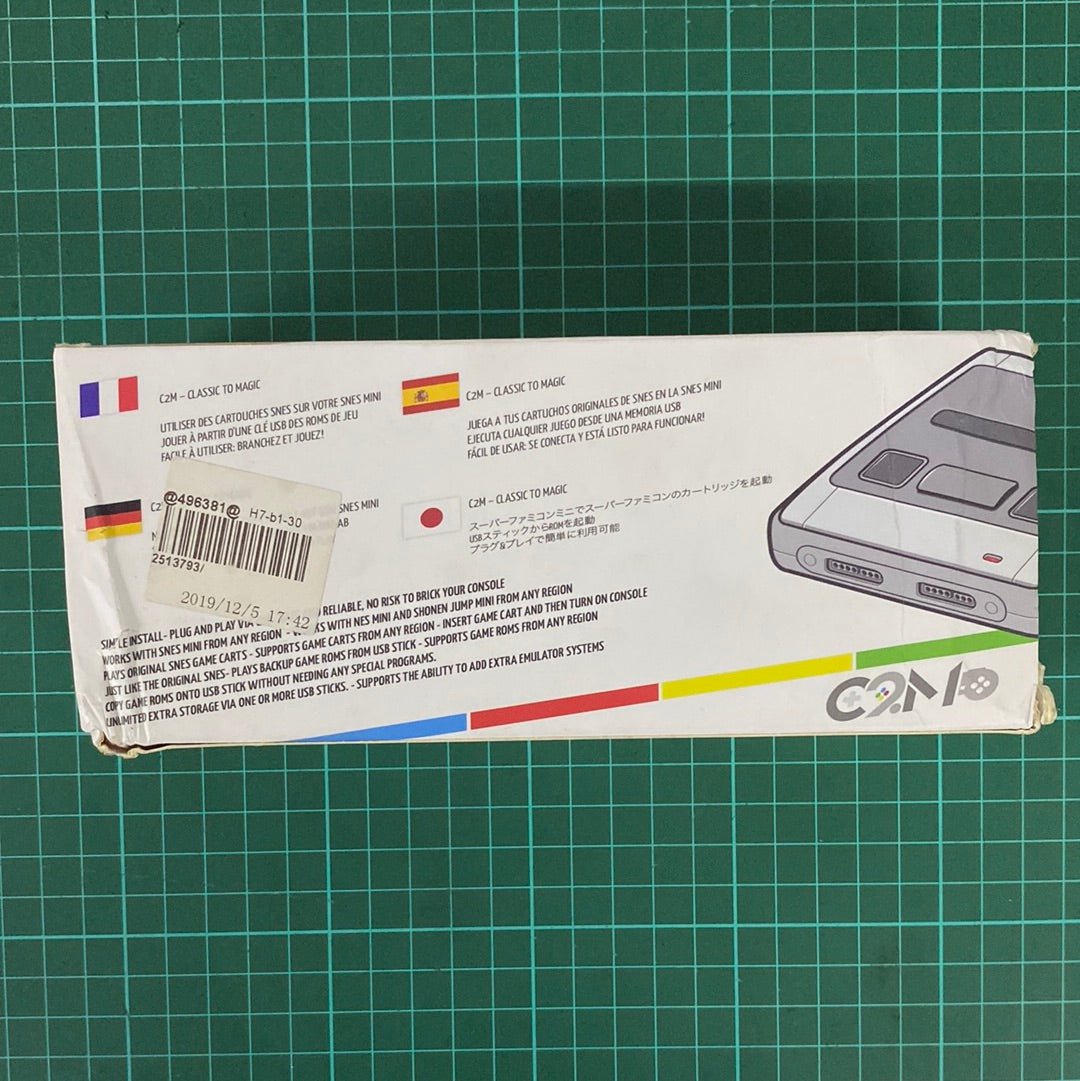 C2M – CLASSIC TO MAGIC
UTILISER DES CARTOUCHES SNES SUR VOTRE SNES MINI
JOUER À PARTIR D'UNE CLÉ USB DES ROMS DE JEU
FACILE À UTILISER: BRANCHEZ ET JOUEZ!
C2M – CLASSIC TO MAGIC
JUEGA A TUS CARTUCHOS ORIGINALES DE SNES EN LA SNES MINI
EJECUTA CUALQUIER JUEGO DESDE UNA MEMORIA USB
FÁCIL DE USAR: SE CONECTA Y ESTÁ LISTO PARA FUNCIONAR!
SNES MINI
AB
@496381@ H7-b1-30
2513793/
2019/12/5 17:42
C2M – CLASSIC TO MAGIC
スーパーファミコンミニでスーパーファミコンのカートリッジを起動
USBスティックからROMを起動
プラグ&プレイで簡単に利用可能
SIMPLE INSTALL- PLUG AND PLAY VIA RELIABLE, NO RISK TO BRICK YOUR CONSOLE
WORKS WITH SNES MINI FROM ANY REGION - WORKS WITH NES MINI AND SHONEN JUMP MINI FROM ANY REGION
PLAYS ORIGINAL SNES GAME CARTS - SUPPORTS GAME CARTS FROM ANY REGION - INSERT GAME CART AND THEN TURN ON CONSOLE
JUST LIKE THE ORIGINAL SNES- PLAYS BACKUP GAME ROMS FROM USB STICK - SUPPORTS GAME ROMS FROM ANY REGION
COPY GAME ROMS ONTO USB STICK WITHOUT NEEDING ANY SPECIAL PROGRAMS.
UNLIMITED EXTRA STORAGE VIA ONE OR MORE USB STICKS. - SUPPORTS THE ABILITY TO ADD EXTRA EMULATOR SYSTEMS
C2M